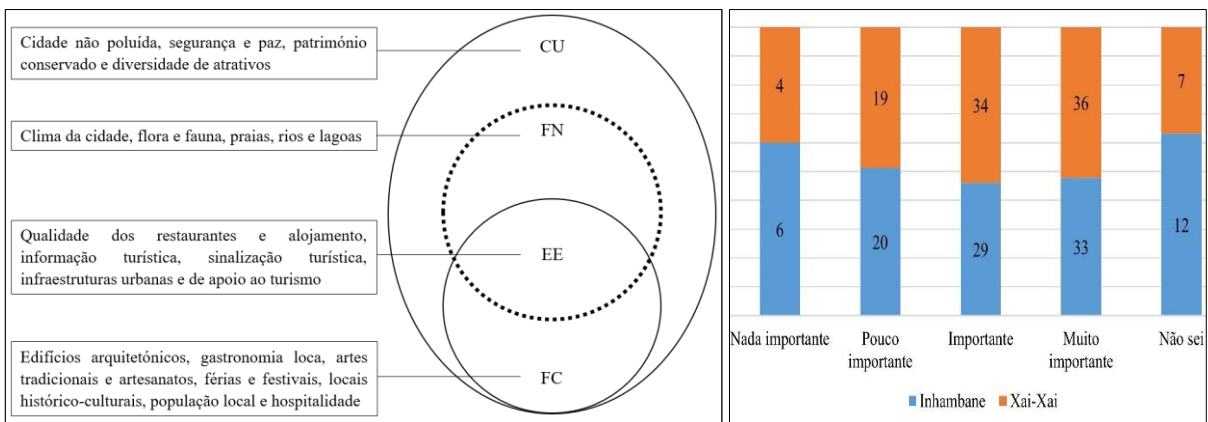 Cidade não poluída, segurança e paz, património
conservado e diversidade de atrativos
CU
Clima da cidade, flora e fauna, praias, rios e lagoas
FN
Qualidade dos restaurantes e alojamento,
informação turística, sinalização turística,
infraestruturas urbanas e de apoio ao turismo
EE
Edifícios arquitetónicos, gastronomia loca, artes
tradicionais e artesanatos, férias e festivais, locais
histórico-culturais, população local e hospitalidade
FC
4 19 34 36 7
6 20 29 33 12
Nada importante Pouco importante Importante Muito importante Não sei
Inhambane Xai-Xai